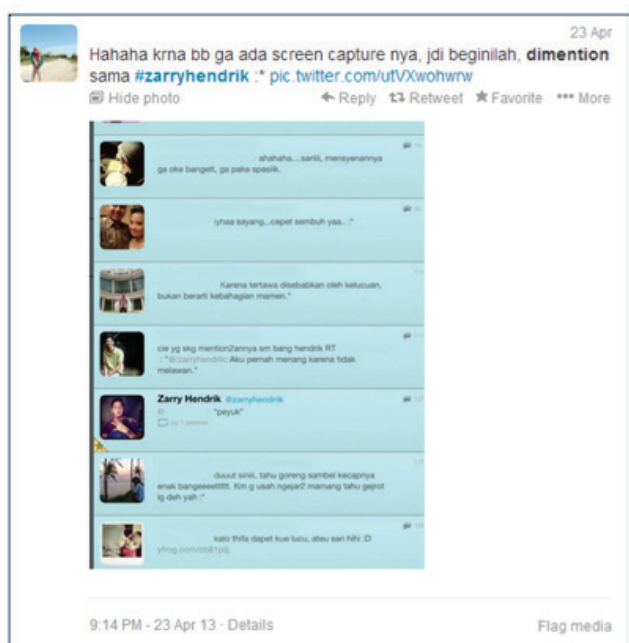 23 Apr
Hahaha krna bb ga ada screen capture nya, jdi beginilah, dimention
sama #zarryhendrik :* pic.twitter.com/utVXwohwrw
Hide photo Reply Retweet Favorite More
ahahaha....sariii, mensyenannya
ga oke bangett, ga pake spasiik.
iyhaa sayang...cepet sembuh yaa.. :*
Karena tertawa disebabkan oleh kelucuan,
bukan berarti kebahagian mamen."
cie yg skg mention2annya am bang hendrik RT
: "@zarryhendrik: Aku pernah menang karena tidak
melawan."
Zarry Hendrik @zarryhendrik
@: "peyuk"
duuut sinii, tahu goreng sambel kecapnya
enak bangeeeettttt. Km g usah ngejar2 mamang tahu gejrot
lg deh yah :*
kalo thifa dapet kue lucu, ateu sari hihi :D
9:14 PM - 23 Apr 13 · Details
Flag media